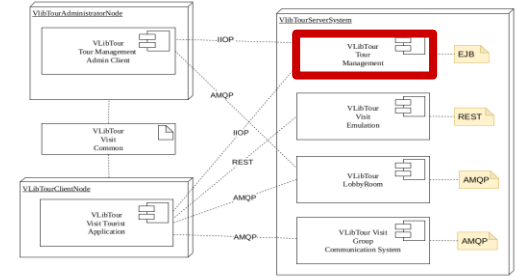 VlibTourAdministratorNode
VLibTour
Tour Management
Admin Client
VLibTour
Visit
Common
VLibTourClientNode
VLibTour
Visit Tourist
Application
IIOP
AMQP
IIOP
REST
AMQP
AMQP
VlibTourServerSystem
VLibTour
Tour
Management
EJB
VLibTour
Visit
Emulation
REST
VLibTour
LobbyRoom
AMQP
VLibTour Visit
Group
Communication System
AMQP